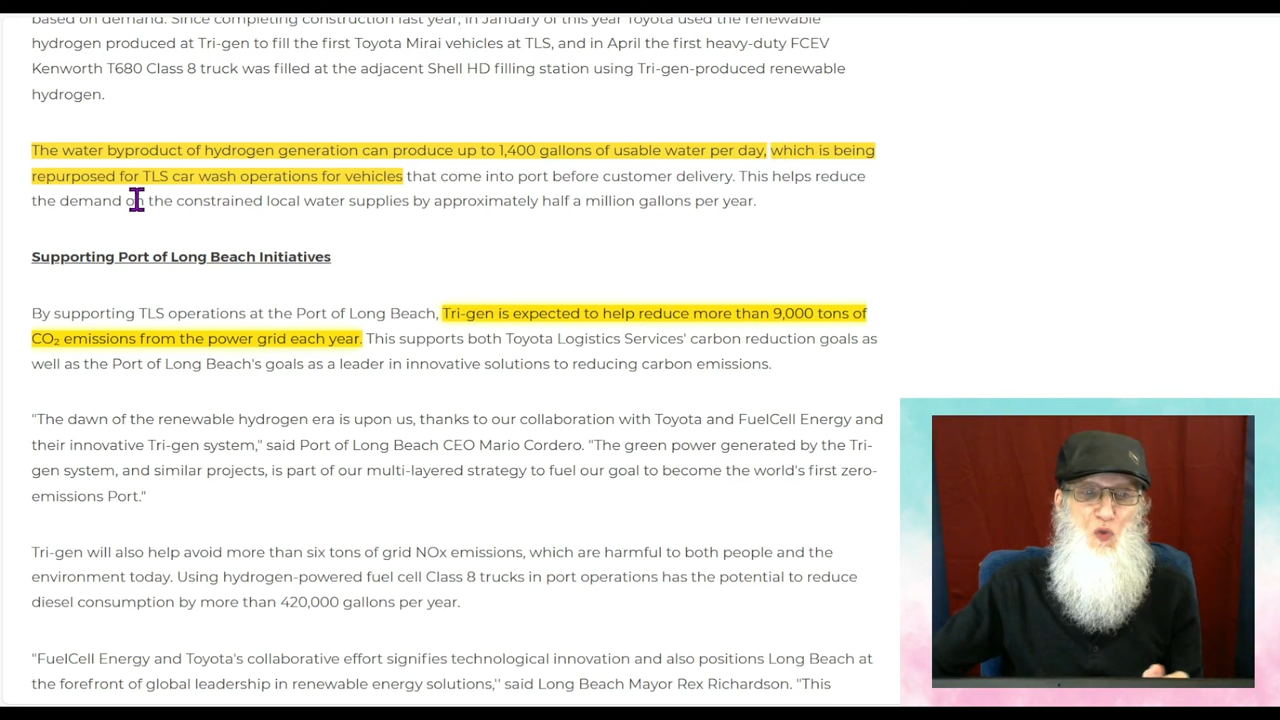 based on demand. Since completing construction last year, in January of this year Toyota used the renewable
hydrogen produced at Tri-gen to fill the first Toyota Mirai vehicles at TLS, and in April the first heavy-duty FCEV
Kenworth T680 Class 8 truck was filled at the adjacent Shell HD filling station using Tri-gen-produced renewable
hydrogen.
The water byproduct of hydrogen generation can produce up to 1,400 gallons of usable water per day, which is being
repurposed for TLS car wash operations for vehicles that come into port before customer delivery. This helps reduce
the demand on the constrained local water supplies by approximately half a million gallons per year.
Supporting Port of Long Beach Initiatives
By supporting TLS operations at the Port of Long Beach, Tri-gen is expected to help reduce more than 9,000 tons of
CO₂ emissions from the power grid each year. This supports both Toyota Logistics Services' carbon reduction goals as
well as the Port of Long Beach's goals as a leader in innovative solutions to reducing carbon emissions.
"The dawn of the renewable hydrogen era is upon us, thanks to our collaboration with Toyota and FuelCell Energy and
their innovative Tri-gen system," said Port of Long Beach CEO Mario Cordero. "The green power generated by the Tri-
gen system, and similar projects, is part of our multi-layered strategy to fuel our goal to become the world's first zero-
emissions Port."
Tri-gen will also help avoid more than six tons of grid NOx emissions, which are harmful to both people and the
environment today. Using hydrogen-powered fuel cell Class 8 trucks in port operations has the potential to reduce
diesel consumption by more than 420,000 gallons per year.
"FuelCell Energy and Toyota's collaborative effort signifies technological innovation and also positions Long Beach at
the forefront of global leadership in renewable energy solutions,'' said Long Beach Mayor Rex Richardson. "This